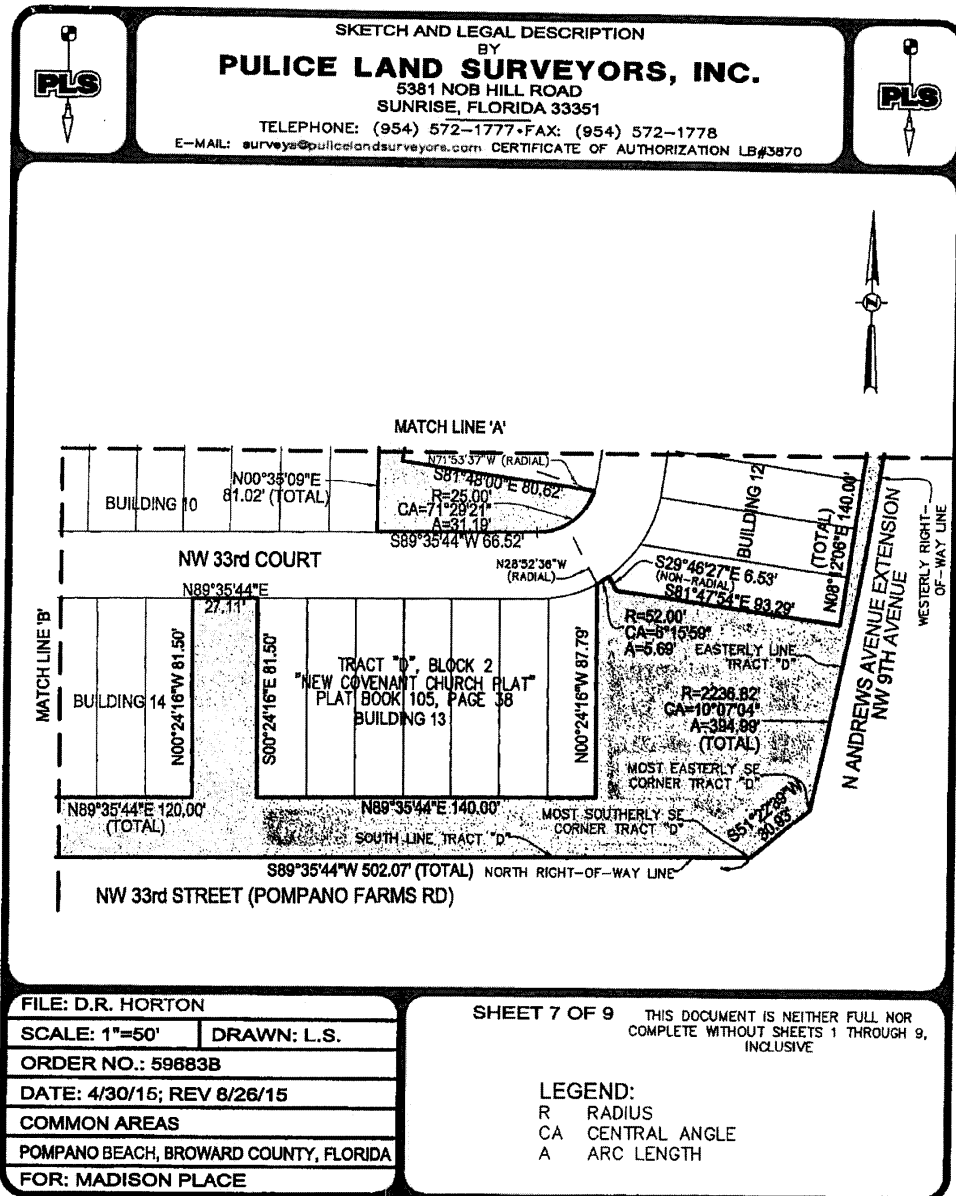 PLS
SKETCH AND LEGAL DESCRIPTION
BY
PULICE LAND SURVEYORS, INC.
5381 NOB HILL ROAD
SUNRISE, FLORIDA 33351
TELEPHONE: (954) 572-1777•FAX: (954) 572-1778
E-MAIL: surveys@pulicelandsurveyors.com CERTIFICATE OF AUTHORIZATION LB#3870
PLS
Z
MATCH LINE 'A'
N71°53'37"W (RADIAL)
S81°48'00"E 80.62'
R=25.00'
CA=71°29'21"
A=31.19'
S89°35'44"W 66.52'
N00°35'09"E
81.02' (TOTAL)
BUILDING 10
NW 33rd COURT
N28°52'36"W
(RADIAL)
BUILDING 12
(TOTAL)
N08°12'06"E 140.00'
S29°46'27"E 6.53'
(NON-RADIAL)
S81°47'54"E 93.29'
N ANDREWS AVENUE EXTENSION
NW 9TH AVENUE
WESTERLY RIGHT-
OF-WAY LINE
N89°35'44"E
27.11'
MATCH LINE 'B'
BUILDING 14
N00°24'16"W 81.50'
S00°24'16"E 81.50'
TRACT "D", BLOCK 2
"NEW COVENANT CHURCH PLAT"
PLAT BOOK 105, PAGE 38
BUILDING 13
N00°24'16"W 87.79'
R=52.00'
CA=6°15'59"
A=5.69'
EASTERLY LINE
TRACT "D"
R=2236.82'
CA=10°07'04"
A=394.99'
(TOTAL)
MOST EASTERLY SE
CORNER TRACT "D"
N89°35'44"E 120.00'
(TOTAL)
N89°35'44"E 140.00'
MOST SOUTHERLY SE
CORNER TRACT "D"
S51°22'39"W
30.93'
SOUTH LINE TRACT "D"
S89°35'44"W 502.07' (TOTAL)
NORTH RIGHT-OF-WAY LINE
NW 33rd STREET (POMPANO FARMS RD)
FILE: D.R. HORTON
SCALE: 1"=50'
DRAWN: L.S.
ORDER NO.: 59683B
DATE: 4/30/15; REV 8/26/15
COMMON AREAS
POMPANO BEACH, BROWARD COUNTY, FLORIDA
FOR: MADISON PLACE
SHEET 7 OF 9
THIS DOCUMENT IS NEITHER FULL NOR
COMPLETE WITHOUT SHEETS 1 THROUGH 9,
INCLUSIVE
LEGEND:
R RADIUS
CA CENTRAL ANGLE
A ARC LENGTH